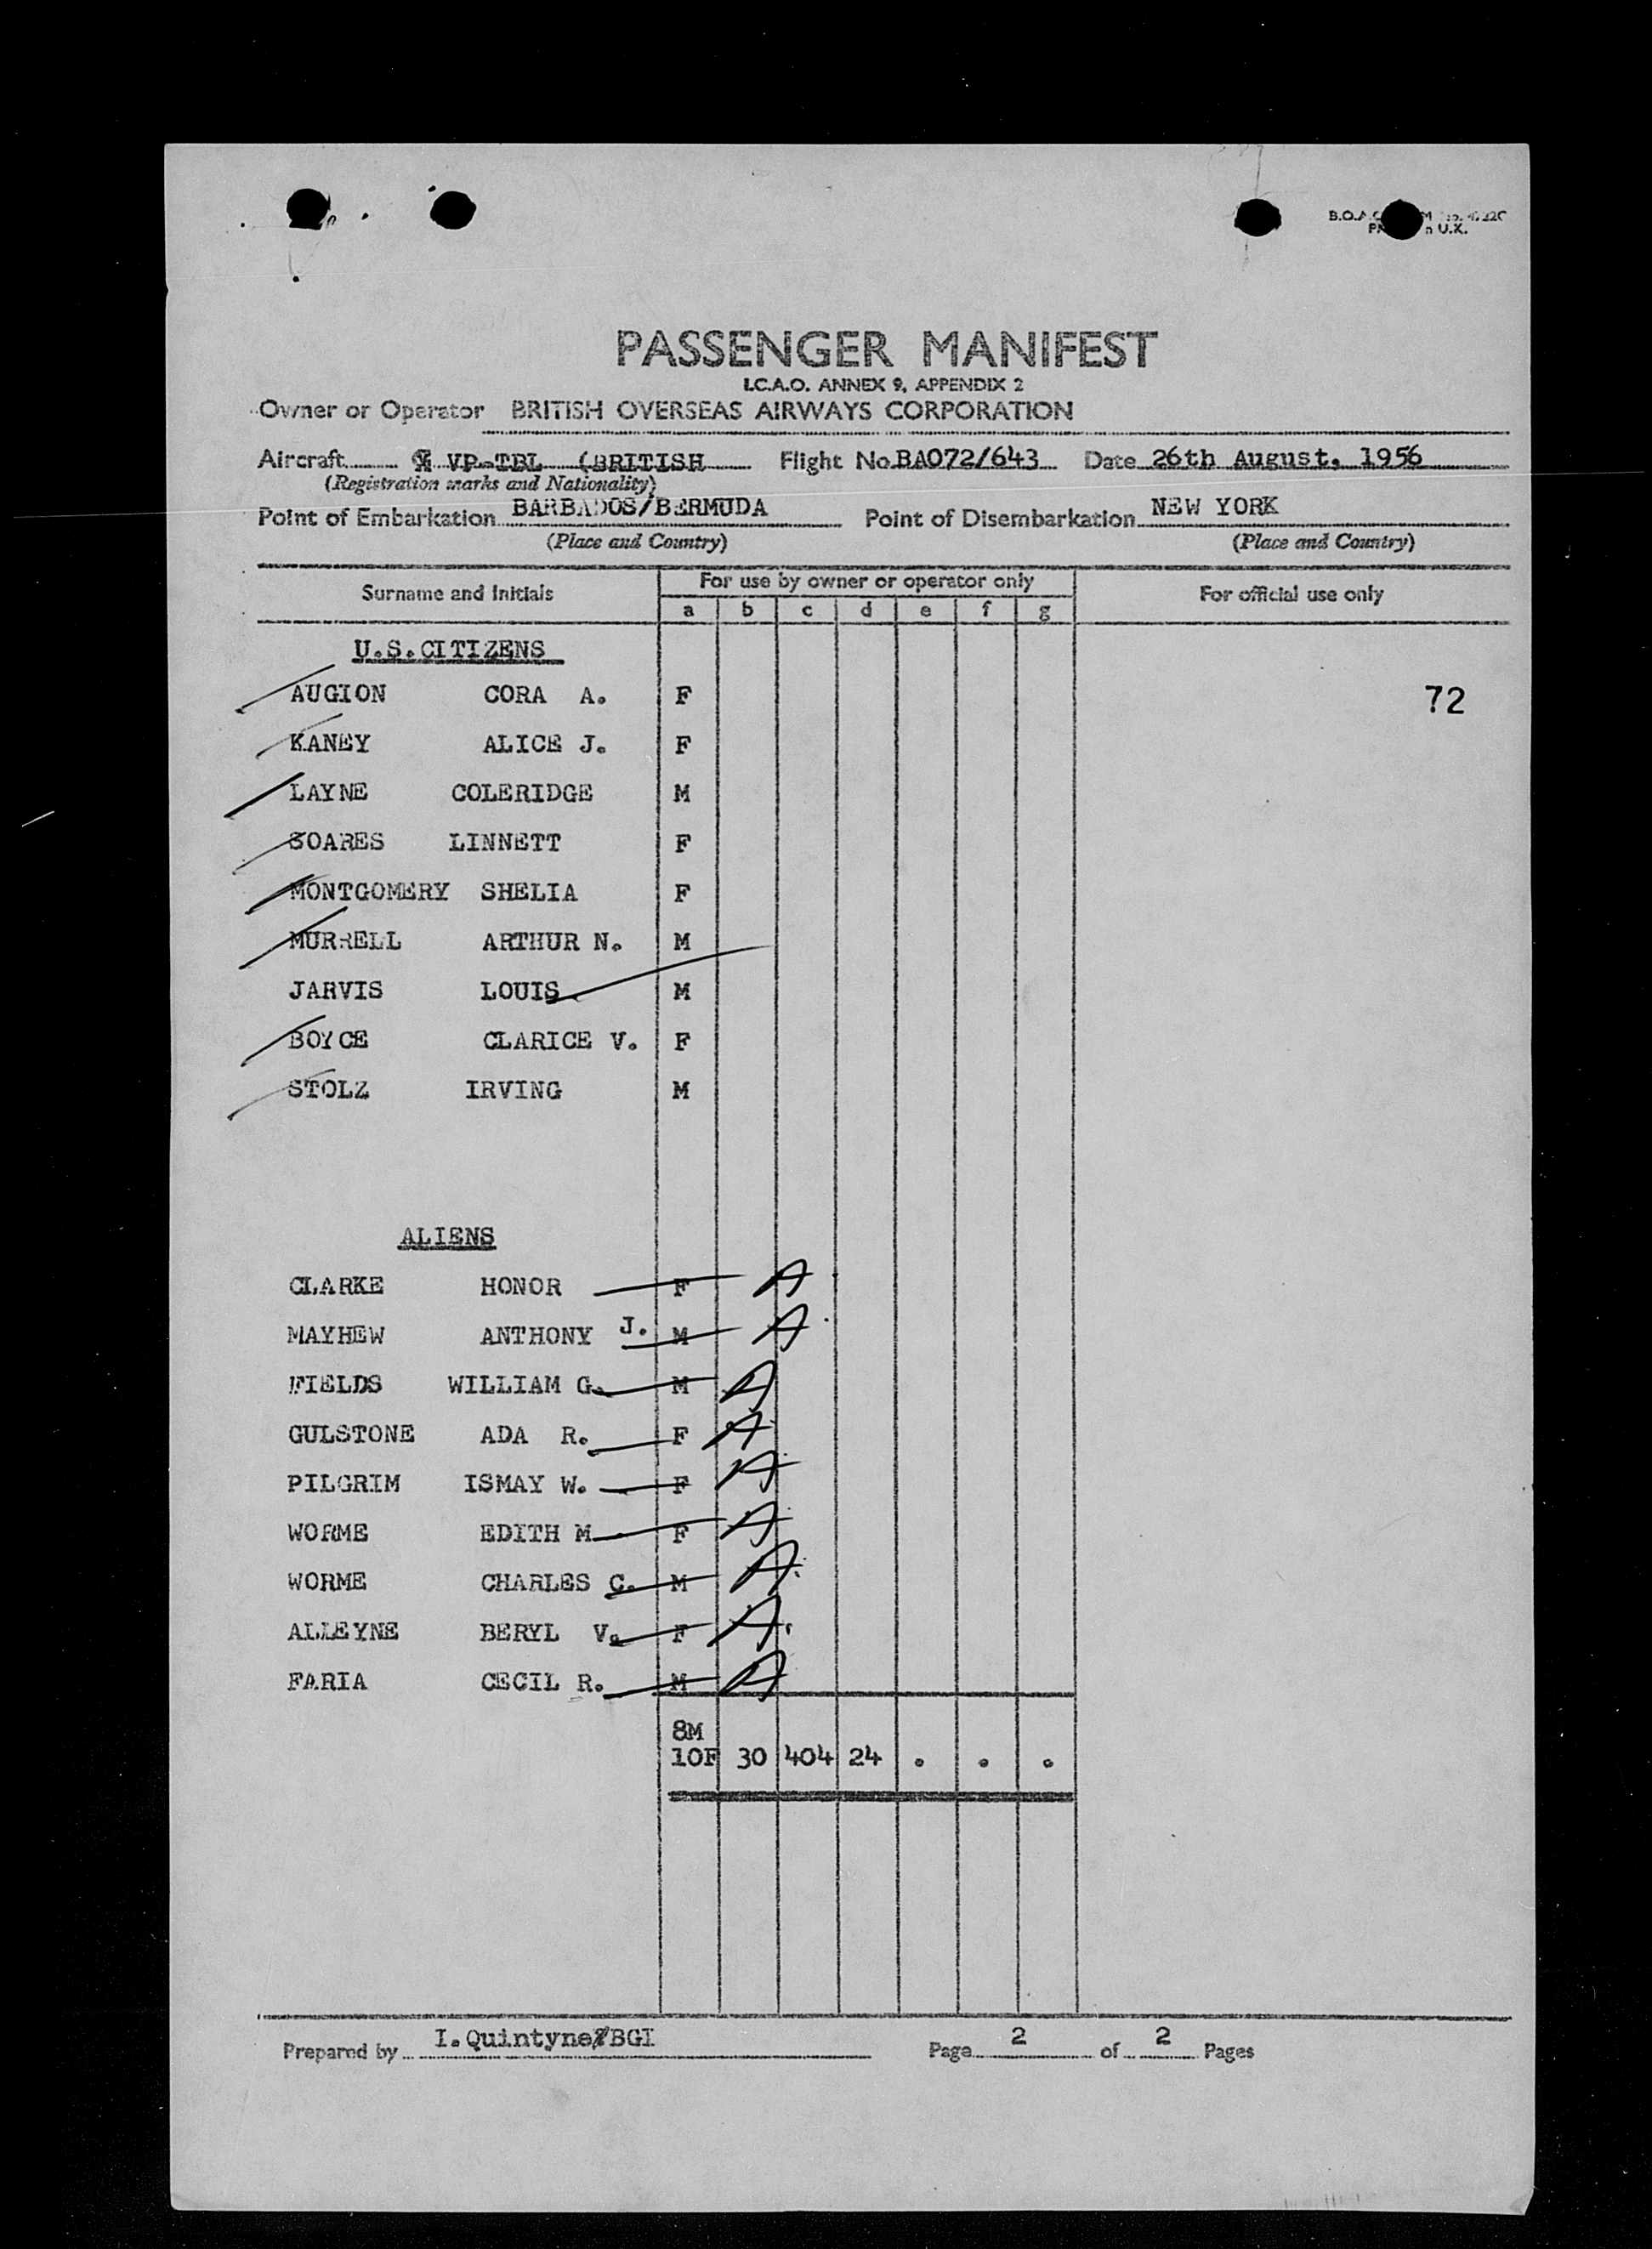 B.O.A.C.
n U.K.
PASSENGER MANIFEST
I.C.A.O. ANNEX 9, APPENDIX 2
Owner or Operator BRITISH OVERSEAS AIRWAYS CORPORATION
Aircraft VP-TBL (BRITISH Flight No. BA072/643 Date 26th August, 1956
(Registration marks and Nationality)
Point of Embarkation BARBADOS/BERMUDA Point of Disembarkation NEW YORK
(Place and Country) (Place and Country)
Surname and Initials For use by owner or operator only For official use only
a b c d e f g
U.S.CITIZENS
AUGION CORA A. F 72
KANEY ALICE J. F
LAYNE COLERIDGE M
SOARES LINNETT F
MONTGOMERY SHELIA F
MURRELL ARTHUR N. M
JARVIS LOUIS M
BOYCE CLARICE V. F
STOLZ IRVING M
ALIENS
CLARKE HONOR F A
MAYHEW ANTHONY J. M A
FIELDS WILLIAM G. M A
GULSTONE ADA R. F A
PILGRIM ISMAY W. F A
WORME EDITH M. F A
WORME CHARLES C. M A
ALLEYNE BERYL V. F A
FARIA CECIL R. M A
8M
10F 30 404 24 . . .
Prepared by I.Quintyne/BGI Page 2 of 2 Pages